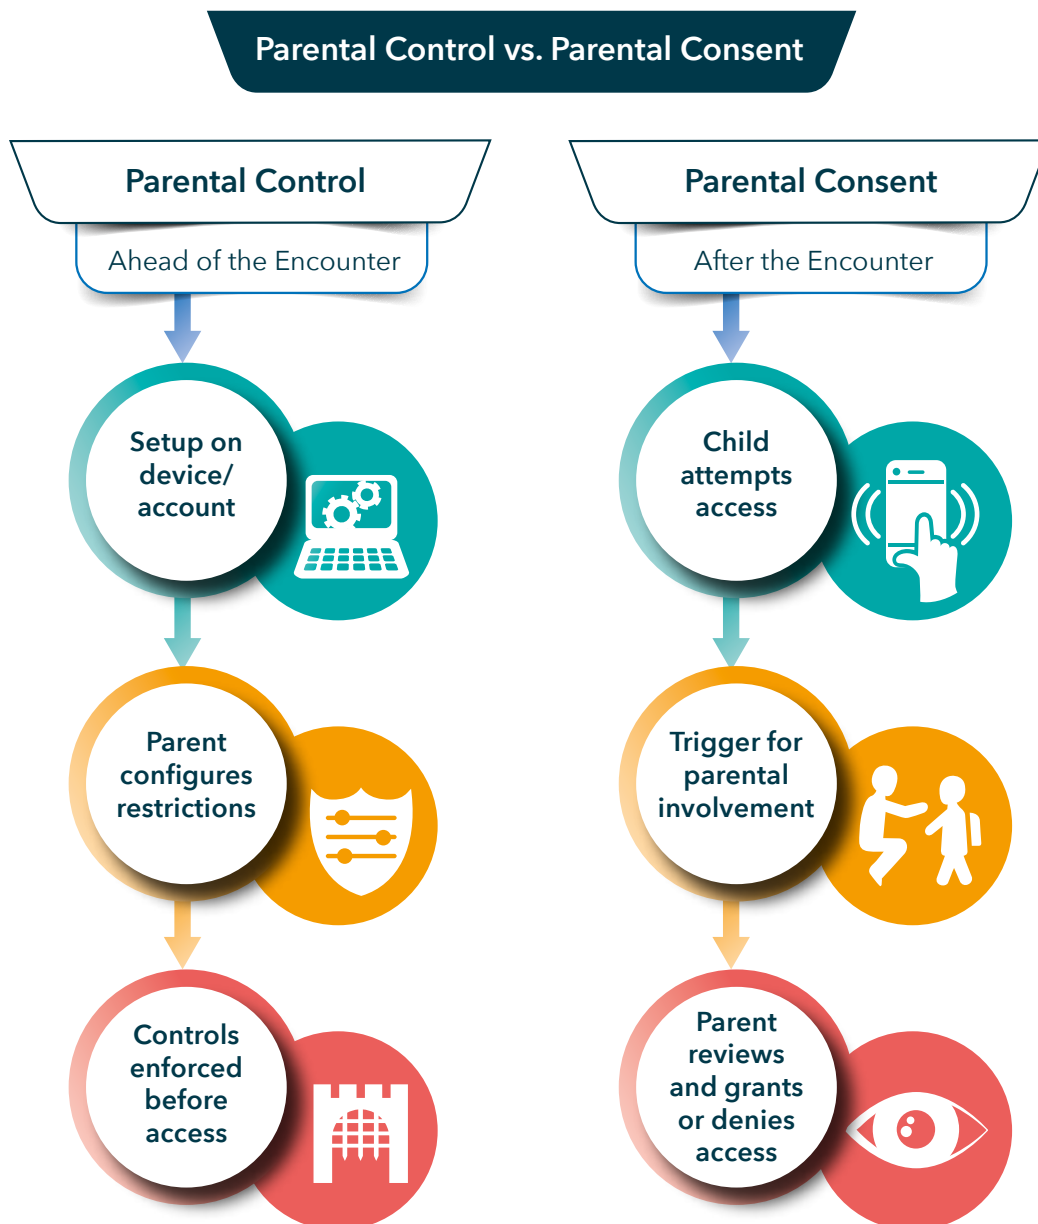 Parental Control vs. Parental Consent
Parental Control
Ahead of the Encounter
Setup on
device/
account
Parent
configures
restrictions
Controls
enforced
before
access
Parental Consent
After the Encounter
Child
attempts
access
Trigger for
parental
involvement
Parent
reviews
and grants
or denies
access